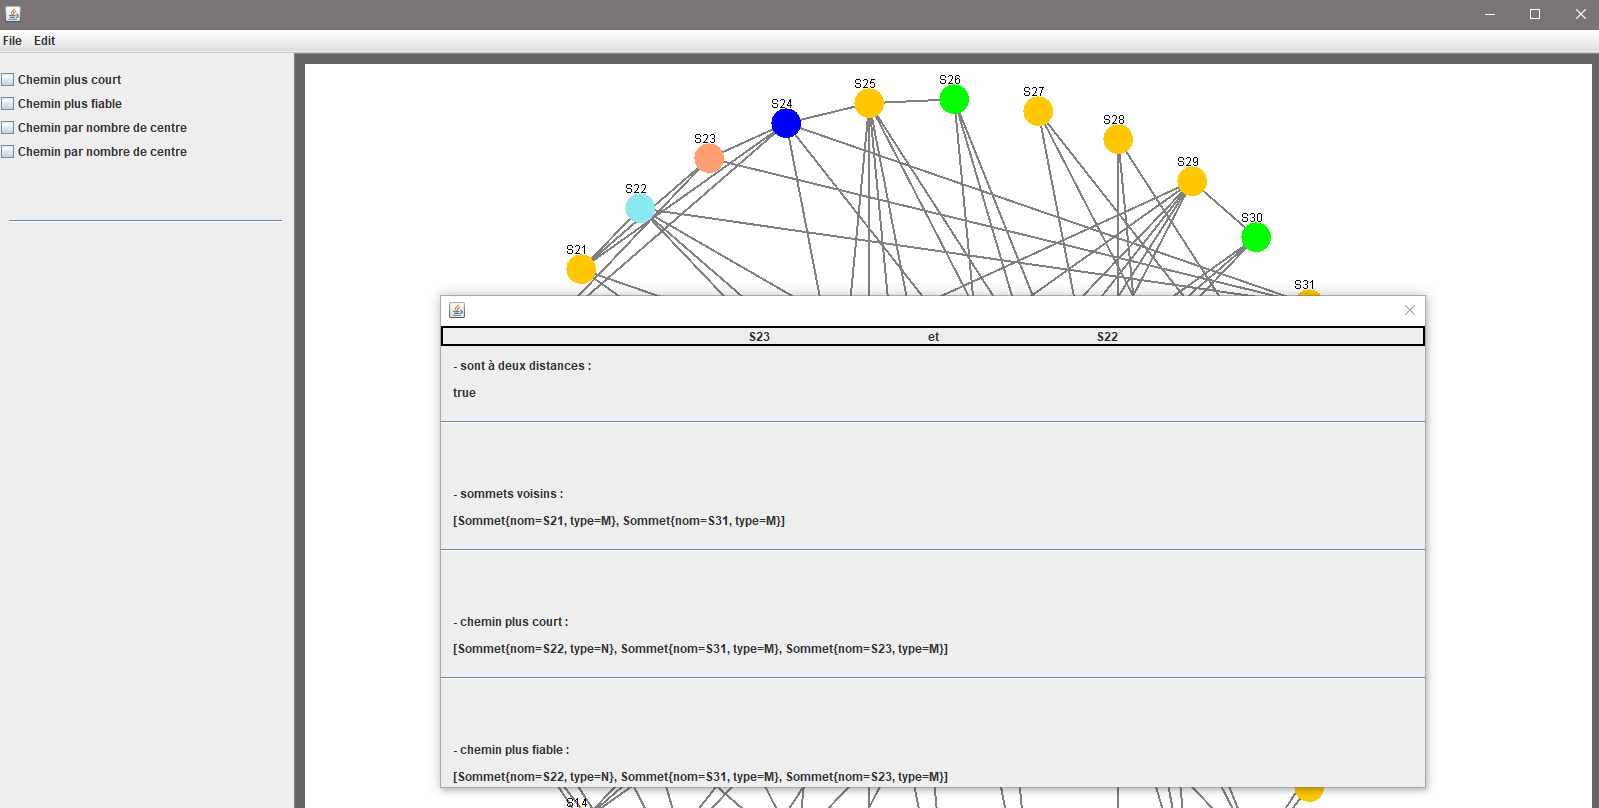 File Edit
Chemin plus court
Chemin plus fiable
Chemin par nombre de centre
Chemin par nombre de centre
S26
S25
S27
S24
S28
S23
S29
S22
S30
S21
S31
S23 et S22
- sont à deux distances :
true
- sommets voisins :
[Sommet{nom=S21, type=M}, Sommet{nom=S31, type=M}]
- chemin plus court :
[Sommet{nom=S22, type=N}, Sommet{nom=S31, type=M}, Sommet{nom=S23, type=M}]
- chemin plus fiable :
[Sommet{nom=S22, type=N}, Sommet{nom=S31, type=M}, Sommet{nom=S23, type=M}]
S14